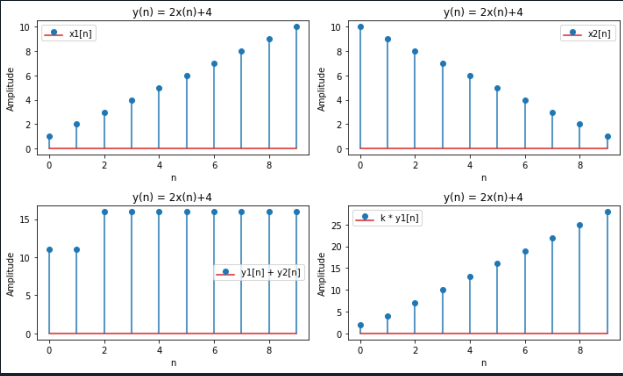 y(n) = 2x(n)+4
10
8
6
4
2
0
Amplitude
x1[n]
0 2 4 6 8
n
y(n) = 2x(n)+4
10
8
6
4
2
0
Amplitude
x2[n]
0 2 4 6 8
n
y(n) = 2x(n)+4
15
10
5
0
Amplitude
y1[n] + y2[n]
0 2 4 6 8
n
y(n) = 2x(n)+4
25
20
15
10
5
0
Amplitude
k * y1[n]
0 2 4 6 8
n